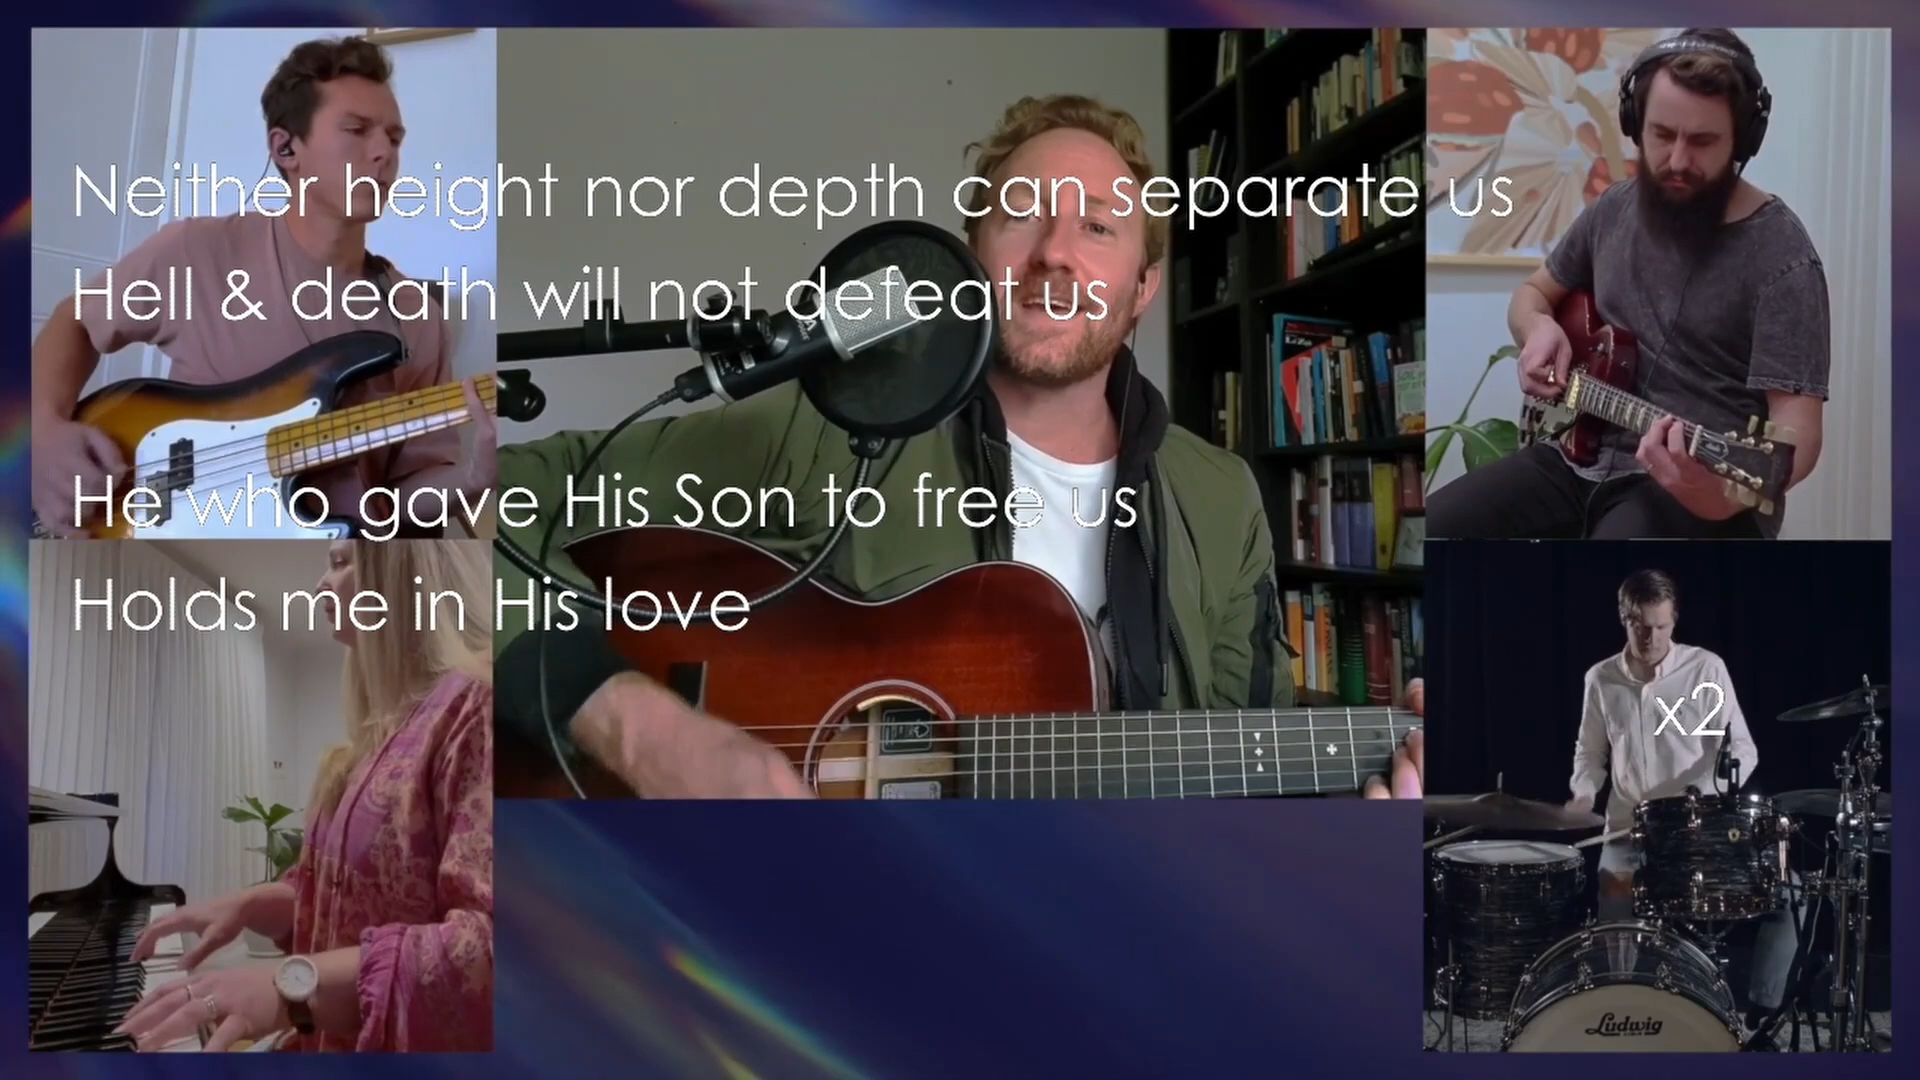 Neither height nor depth can separate us
Hell & death will not defeat us
He who gave His Son to free us
Holds me in His love
x2
Ludwig